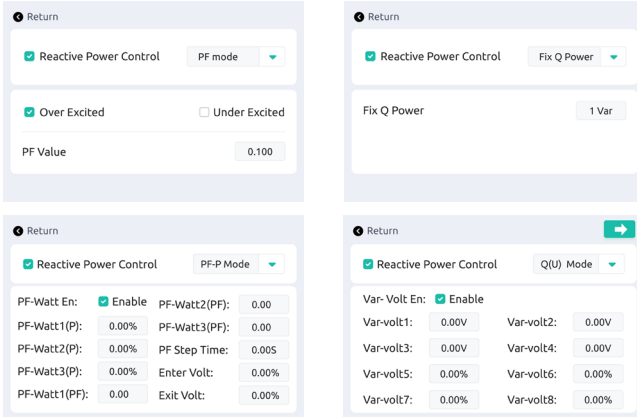 Return
Reactive Power Control PF mode
Over Excited Under Excited
PF Value 0.100
Return
Reactive Power Control Fix Q Power
Fix Q Power 1 Var
Return
Reactive Power Control PF-P Mode
PF-Watt En: Enable PF-Watt2(PF): 0.00
PF-Watt1(P): 0.00% PF-Watt3(PF): 0.00
PF-Watt2(P): 0.00% PF Step Time: 0.00S
PF-Watt3(P): 0.00% Enter Volt: 0.00%
PF-Watt1(PF): 0.00 Exit Volt: 0.00%
Return
Reactive Power Control Q(U) Mode
Var- Volt En: Enable
Var-volt1: 0.00V Var-volt2: 0.00V
Var-volt3: 0.00V Var-volt4: 0.00V
Var-volt5: 0.00% Var-volt6: 0.00%
Var-volt7: 0.00% Var-volt8: 0.00%